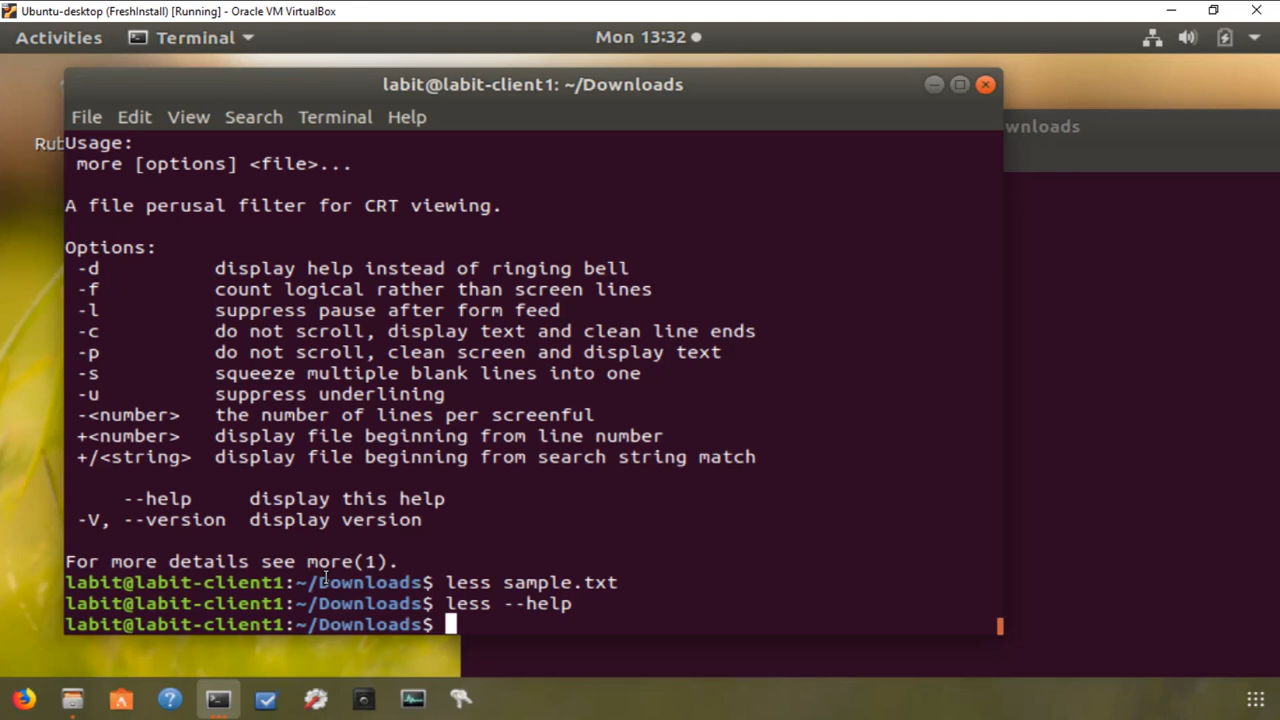 Ubuntu-desktop (FreshInstall) [Running] - Oracle VM VirtualBox
Activities Terminal Mon 13:32
labit@labit-client1: ~/Downloads
File Edit View Search Terminal Help
wnloads
Rub
Usage:
more [options] <file>...
A file perusal filter for CRT viewing.
Options:
-d display help instead of ringing bell
-f count logical rather than screen lines
-l suppress pause after form feed
-c do not scroll, display text and clean line ends
-p do not scroll, clean screen and display text
-s squeeze multiple blank lines into one
-u suppress underlining
-<number> the number of lines per screenful
+<number> display file beginning from line number
+/<string> display file beginning from search string match
--help display this help
-V, --version display version
For more details see more(1).
labit@labit-client1:~/Downloads$ less sample.txt
labit@labit-client1:~/Downloads$ less --help
labit@labit-client1:~/Downloads$